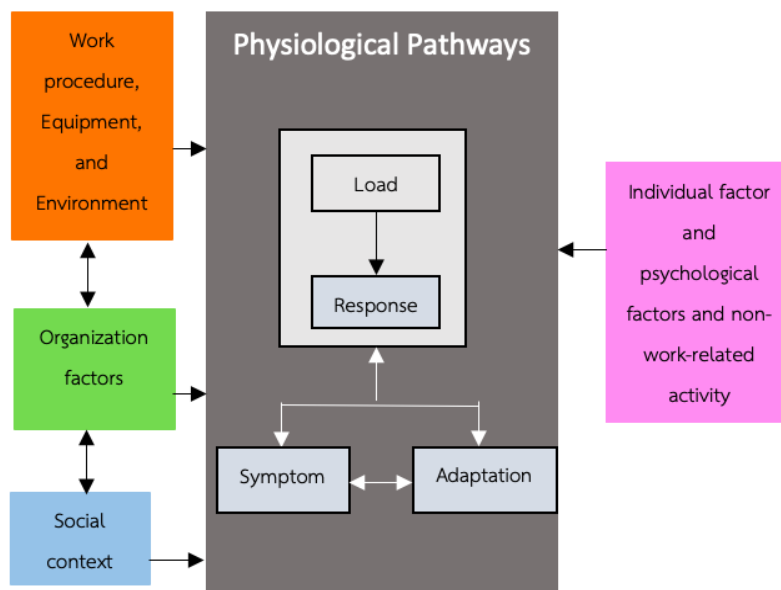 Work
procedure,
Equipment,
and
Environment
Organization
factors
Social
context
Physiological Pathways
Load
Response
Symptom
Adaptation
Individual factor
and
psychological
factors and non-
work-related
activity